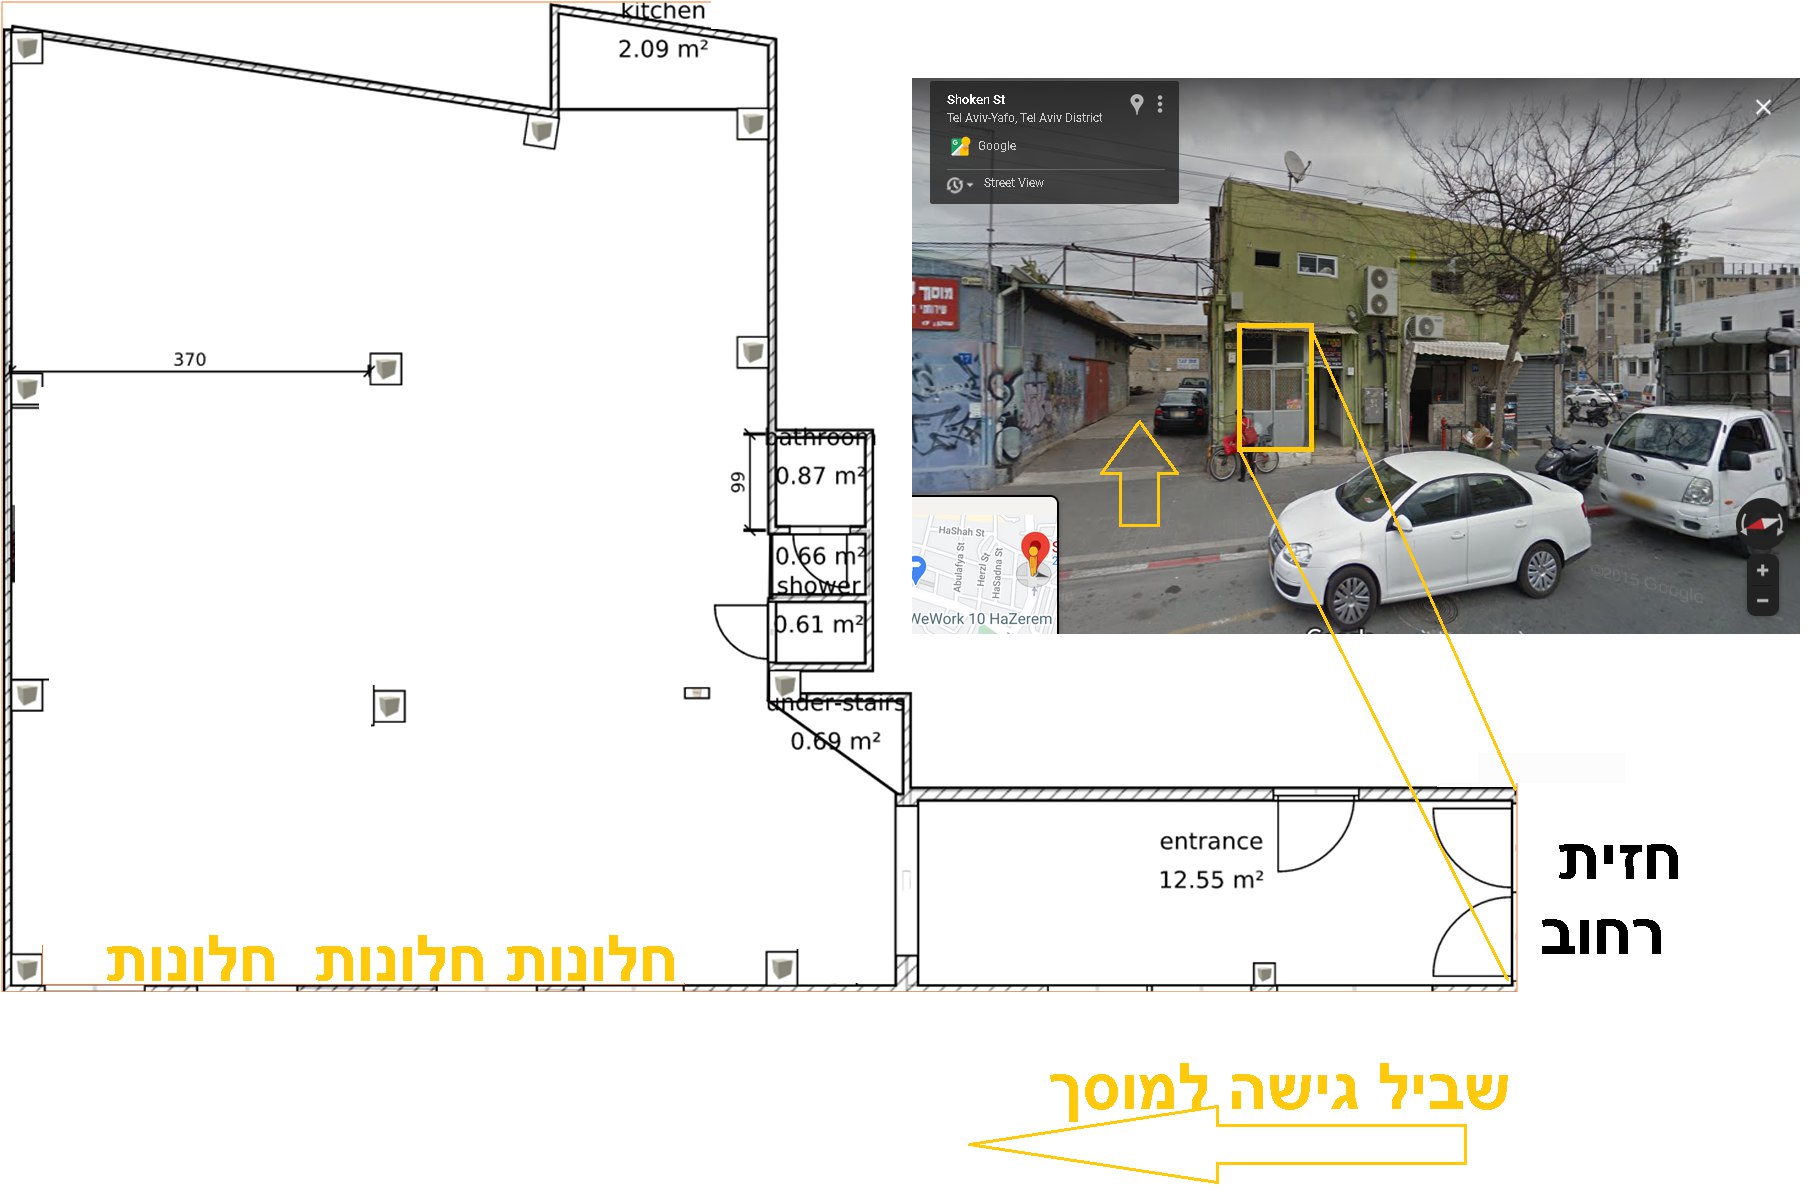 kitchen
2.09 m²
370
bathroom
0.87 m²
99
0.66 m²
shower
0.61 m²
under-stairs
0.69 m²
entrance
12.55 m²
חלונות חלונות חלונות
חזית
רחוב
שביל גישה למוסך
Shoken St
Tel Aviv-Yafo, Tel Aviv District
Google
Street View
מוסך
HaShah St
Abulafya St
Herzl St
HaSadna St
WeWork 10 HaZerem
©2015 Google